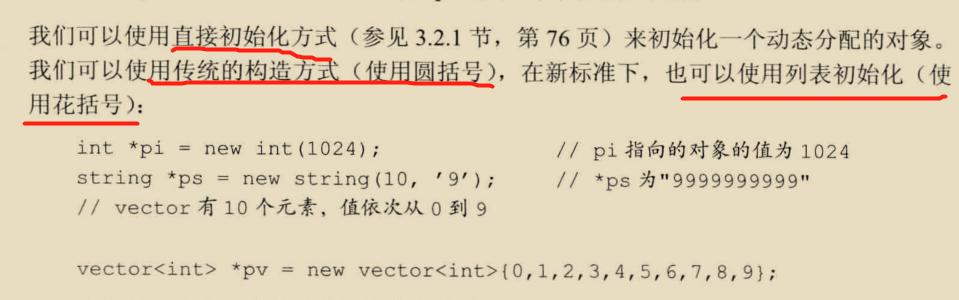 我们可以使用直接初始化方式（参见 3.2.1 节，第 76 页）来初始化一个动态分配的对象。
我们可以使用传统的构造方式（使用圆括号），在新标准下，也可以使用列表初始化（使
用花括号）：
int *pi = new int(1024); // pi 指向的对象的值为 1024
string *ps = new string(10, '9'); // *ps 为"9999999999"
// vector 有 10 个元素，值依次从 0 到 9
vector<int> *pv = new vector<int>{0,1,2,3,4,5,6,7,8,9};